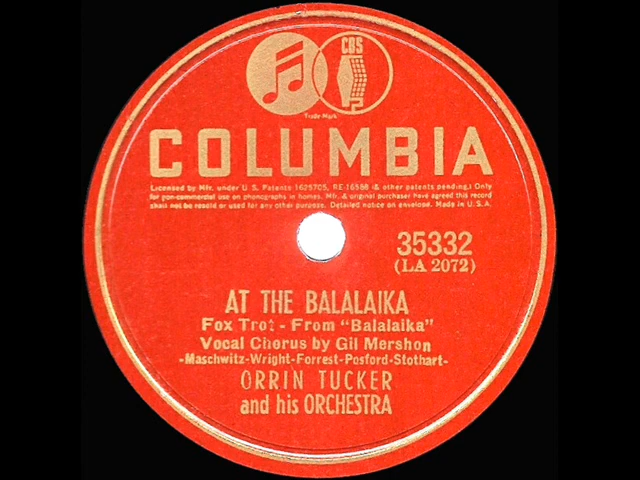 CBS
Trade Mark
COLUMBIA
Licensed by Mfr. under U.S. Patents 1625705, RE-16588 (& other patents pending.) Only
for non-commercial use on phonographs in homes. Mfr. & original purchaser have agreed this record
shall not be resold or used for any other purpose. Detailed notice on envelope. Made in U.S.A.
35332
(LA 2072)
AT THE BALALAIKA
Fox Trot - From "Balalaika"
Vocal Chorus by Gil Mershon
-Maschwitz-Wright-Forrest-Posford-Stothart-
ORRIN TUCKER
and his ORCHESTRA